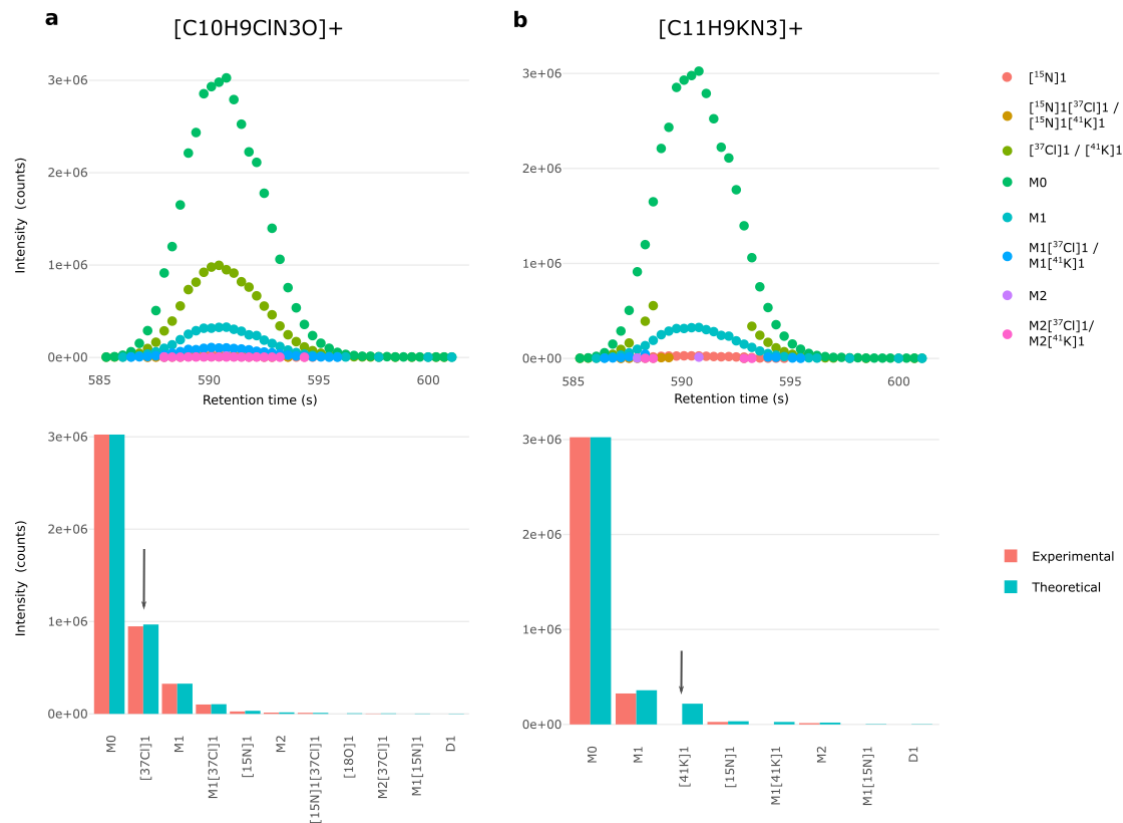 a
[C10H9ClN3O]+
b
[C11H9KN3]+
3e+06
2e+06
1e+06
0e+00
Intensity (counts)
585
590
595
600
Retention time (s)
3e+06
2e+06
1e+06
0e+00
585
590
595
600
Retention time (s)
[¹⁵N]1
[¹⁵N]1[³⁷Cl]1 /
[¹⁵N]1[⁴¹K]1
[³⁷Cl]1 / [⁴¹K]1
M0
M1
M1[³⁷Cl]1 /
M1[⁴¹K]1
M2
M2[³⁷Cl]1/
M2[⁴¹K]1
3e+06
2e+06
1e+06
0e+00
Intensity (counts)
M0
[37Cl]1
M1
M1[37Cl]1
[15N]1
M2
[15N]1[37Cl]1
[18O]1
M2[37Cl]1
M1[15N]1
D1
3e+06
2e+06
1e+06
0e+00
M0
M1
[41K]1
[15N]1
M1[41K]1
M2
M1[15N]1
D1
Experimental
Theoretical